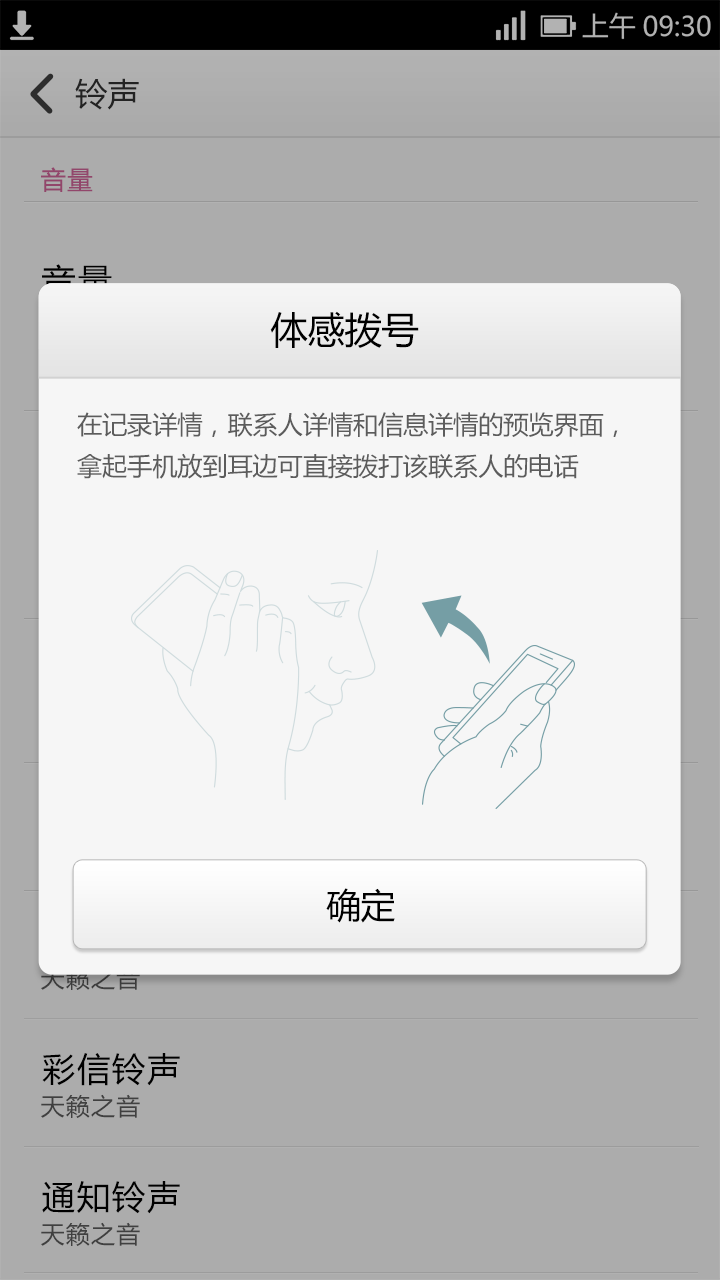 上午 09:30
铃声
音量
音量
体感拨号
在记录详情，联系人详情和信息详情的预览界面，
拿起手机放到耳边可直接拨打该联系人的电话
确定
天籁之音
彩信铃声
天籁之音
通知铃声
天籁之音